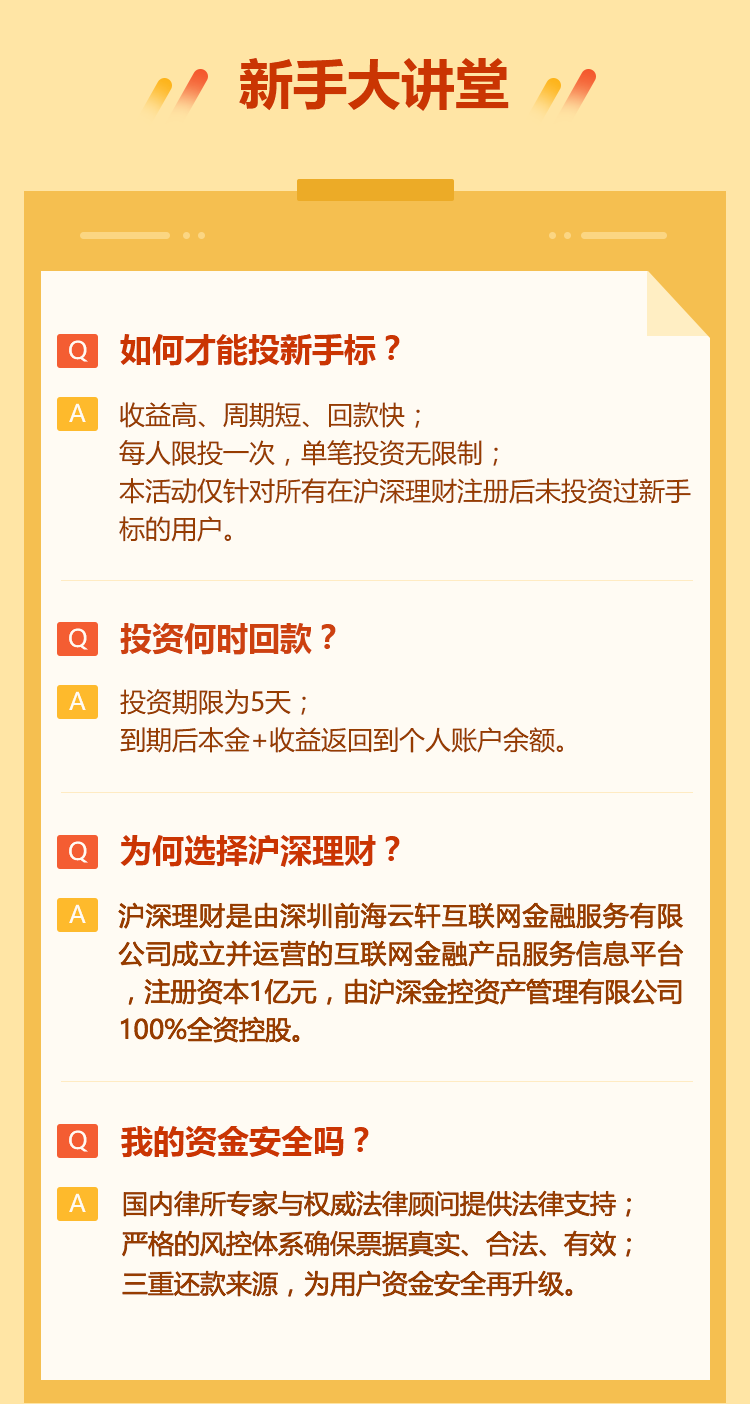 新手大讲堂
Q 如何才能投新手标？
A 收益高、周期短、回款快；
每人限投一次，单笔投资无限制；
本活动仅针对所有在沪深理财注册后未投资过新手
标的用户。
Q 投资何时回款？
A 投资期限为5天；
到期后本金+收益返回到个人账户余额。
Q 为何选择沪深理财？
A 沪深理财是由深圳前海云轩互联网金融服务有限
公司成立并运营的互联网金融产品服务信息平台
，注册资本1亿元，由沪深金控资产管理有限公司
100%全资控股。
Q 我的资金安全吗？
A 国内律所专家与权威法律顾问提供法律支持；
严格的风控体系确保票据真实、合法、有效；
三重还款来源，为用户资金安全再升级。